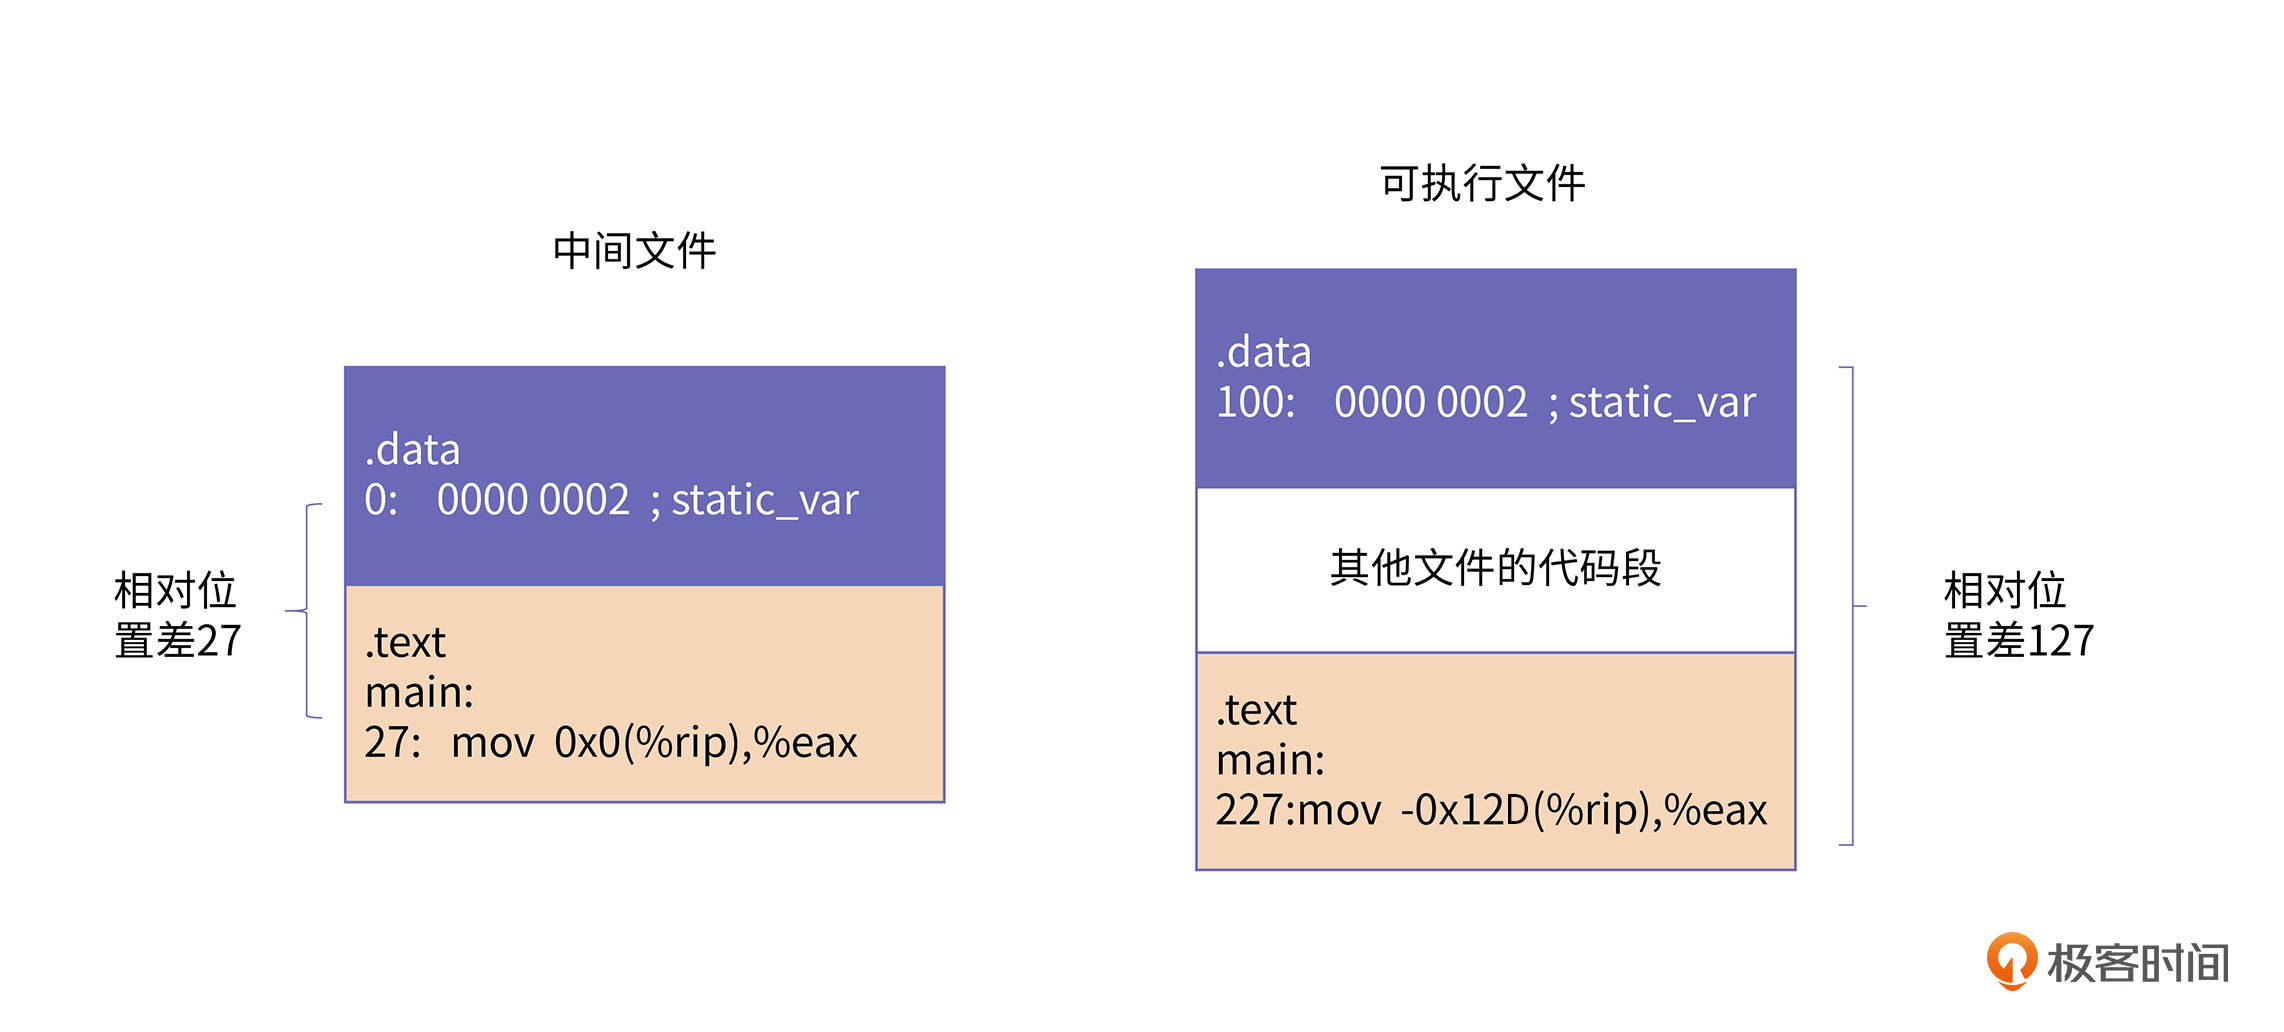 中间文件
.data
0: 0000 0002 ; static_var
.text
main:
27: mov 0x0(%rip),%eax
相对位
置差27
可执行文件
.data
100: 0000 0002 ; static_var
其他文件的代码段
.text
main:
227:mov -0x12D(%rip),%eax
相对位
置差127
极客时间